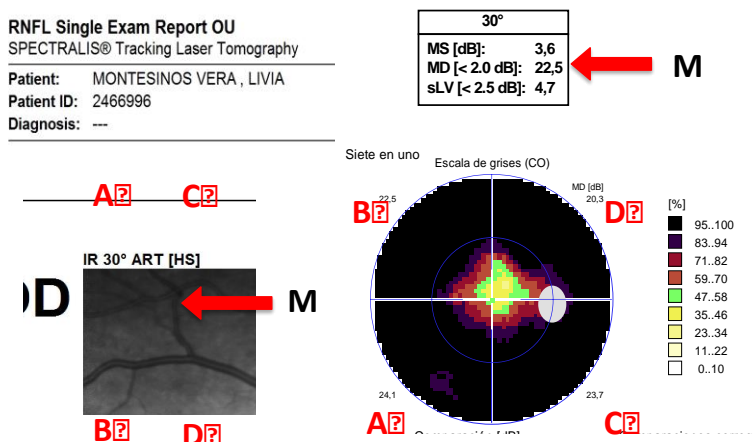 RNFL Single Exam Report OU
SPECTRALIS® Tracking Laser Tomography
Patient: MONTESINOS VERA , LIVIA
Patient ID: 2466996
Diagnosis: ---
30°
MS [dB]: 3,6
MD [< 2.0 dB]: 22,5
sLV [< 2.5 dB]: 4,7
M
Siete en uno
Escala de grises (CO)
MD [dB]
22,5
20,3
B
D
A
C
[%]
95..100
83..94
71..82
59..70
47..58
35..46
23..34
11..22
0..10
IR 30° ART [HS]
OD
M
24,1
23,7
A
C
B
D